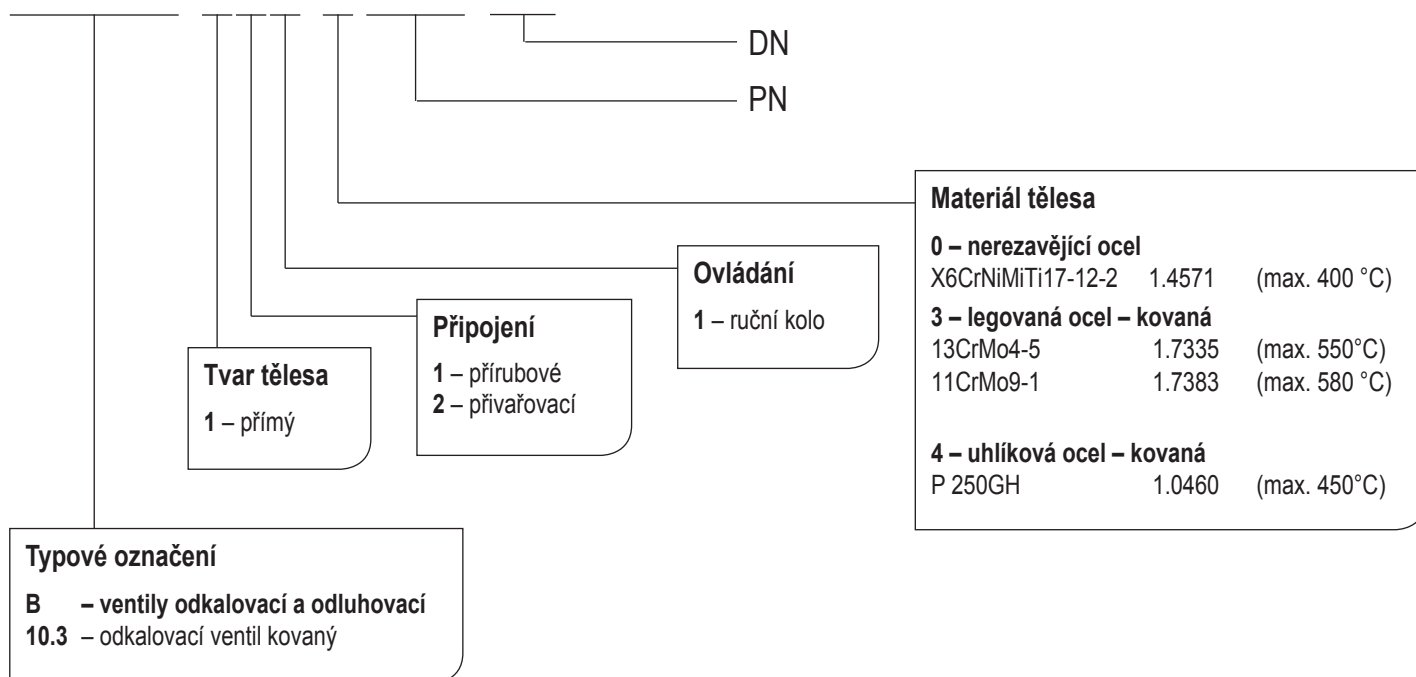 DN
PN
Materiál tělesa
0 – nerezavějící ocel
X6CrNiMiTi17-12-2 1.4571 (max. 400 °C)
3 – legovaná ocel – kovaná
13CrMo4-5 1.7335 (max. 550°C)
11CrMo9-1 1.7383 (max. 580 °C)
4 – uhlíková ocel – kovaná
P 250GH 1.0460 (max. 450°C)
Ovládání
1 – ruční kolo
Připojení
1 – přírubové
2 – přivařovací
Tvar tělesa
1 – přímý
Typové označení
B – ventily odkalovací a odluhovací
10.3 – odkalovací ventil kovaný